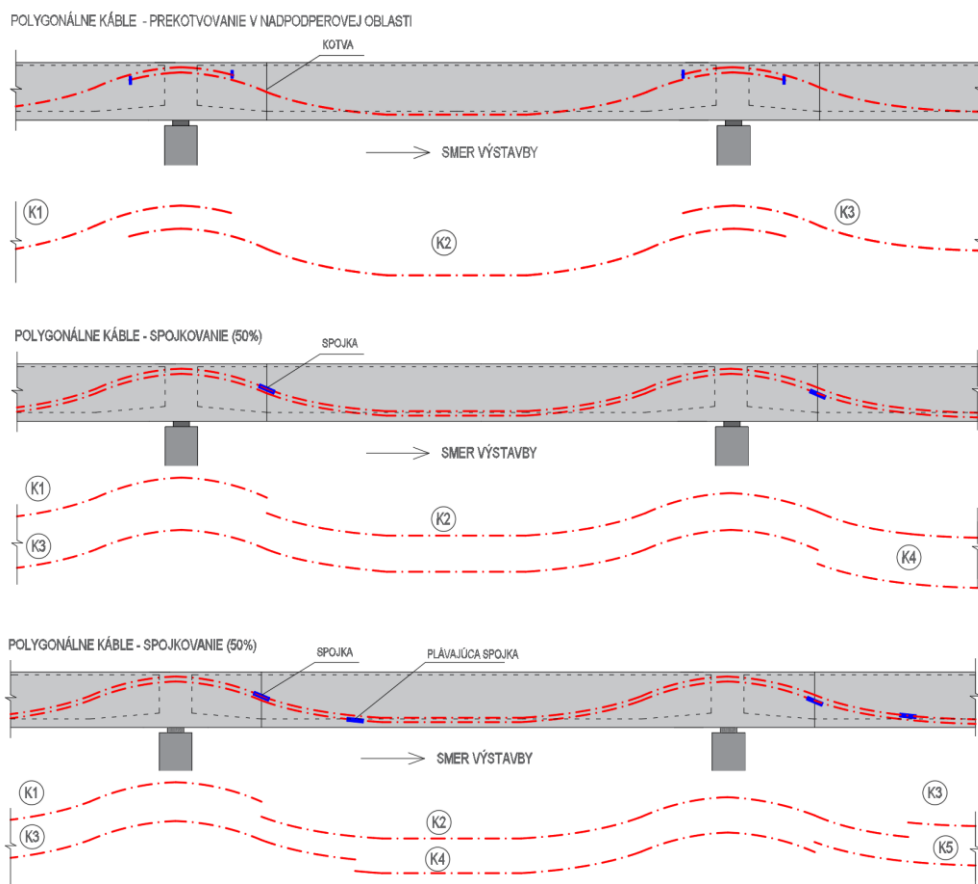 POLYGONÁLNE KÁBLE - PREKOTVOVANIE V NADPODPEROVEJ OBLASTI
KOTVA
SMER VÝSTAVBY
K1
K2
K3
POLYGONÁLNE KÁBLE - SPOJKOVANIE (50%)
SPOJKA
SMER VÝSTAVBY
K1
K2
K3
K4
POLYGONÁLNE KÁBLE - SPOJKOVANIE (50%)
SPOJKA
PLÁVAJÚCA SPOJKA
SMER VÝSTAVBY
K1
K3
K2
K3
K4
K5